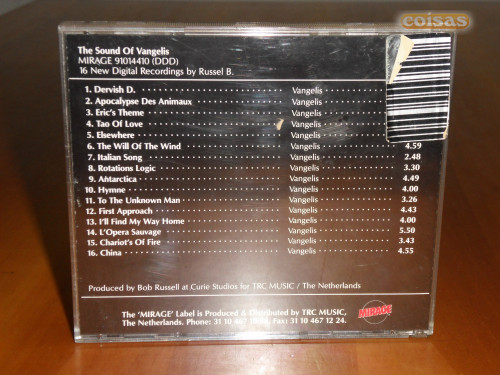 coisas
The Sound Of Vangelis
MIRAGE 91014410 (DDD)
16 New Digital Recordings by Russel B.
1. Dervish D. Vangelis
2. Apocalypse Des Animaux Vangelis
3. Eric's Theme Vangelis
4. Tao Of Love Vangelis
5. Elsewhere Vangelis
6. The Will Of The Wind Vangelis 4.59
7. Italian Song Vangelis 2.48
8. Rotations Logic Vangelis 3.30
9. Antarctica Vangelis 4.49
10. Hymne Vangelis 4.00
11. To The Unknown Man Vangelis 3.26
12. First Approach Vangelis 4.43
13. I'll Find My Way Home Vangelis 4.00
14. L'Opera Sauvage Vangelis 5.50
15. Chariot's Of Fire Vangelis 3.43
16. China Vangelis 4.55
Produced by Bob Russell at Curie Studios for TRC MUSIC / The Netherlands
The 'MIRAGE' Label is Produced & Distributed by TRC MUSIC,
The Netherlands. Phone: 31 10 467 Fax: 31 10 467 12 24.
MIRAGE